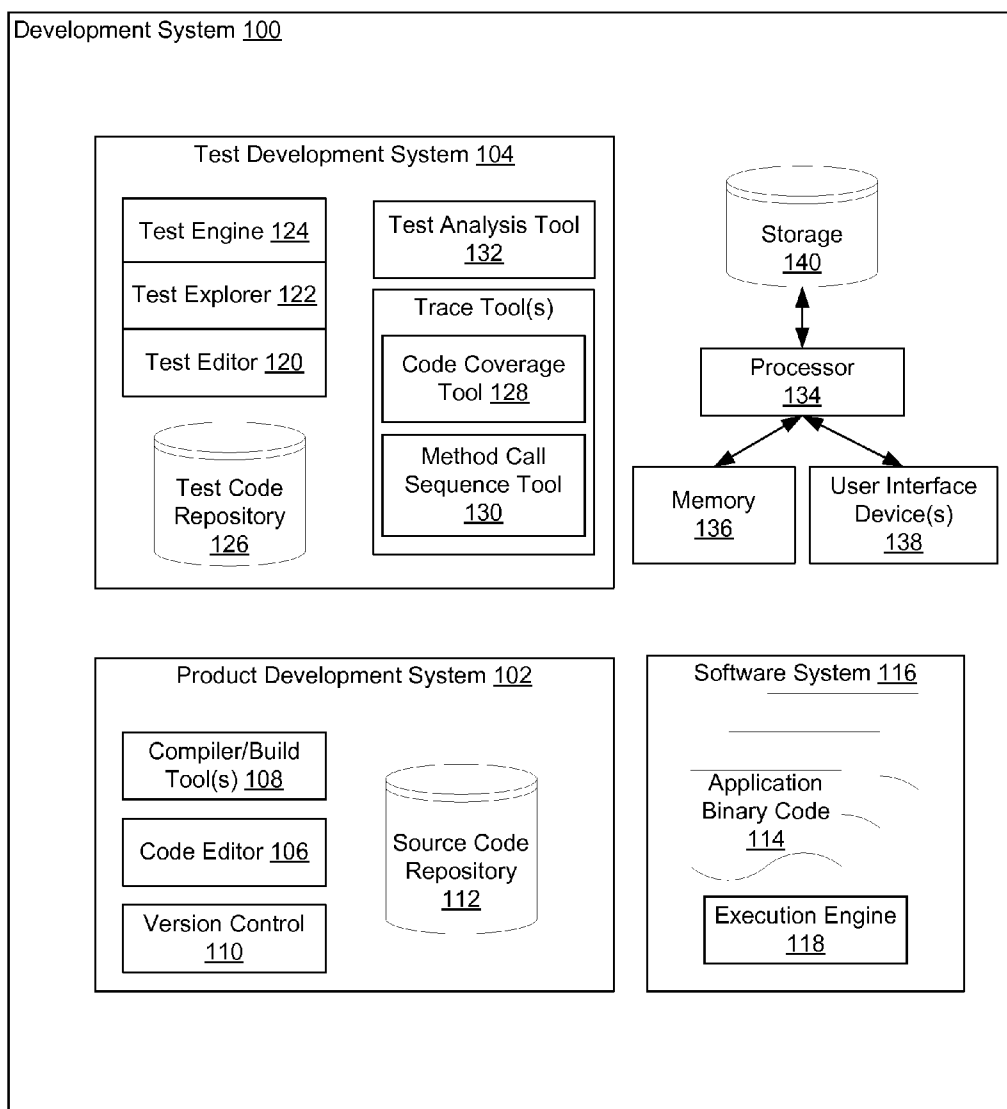 Development System 100
Test Development System 104
Test Engine 124
Test Explorer 122
Test Editor 120
Test Code
Repository
126
Test Analysis Tool
132
Trace Tool(s)
Code Coverage
Tool 128
Method Call
Sequence Tool
130
Storage
140
Processor
134
Memory
136
User Interface
Device(s)
138
Product Development System 102
Compiler/Build
Tool(s) 108
Code Editor 106
Version Control
110
Source Code
Repository
112
Software System 116
Application
Binary Code
114
Execution Engine
118